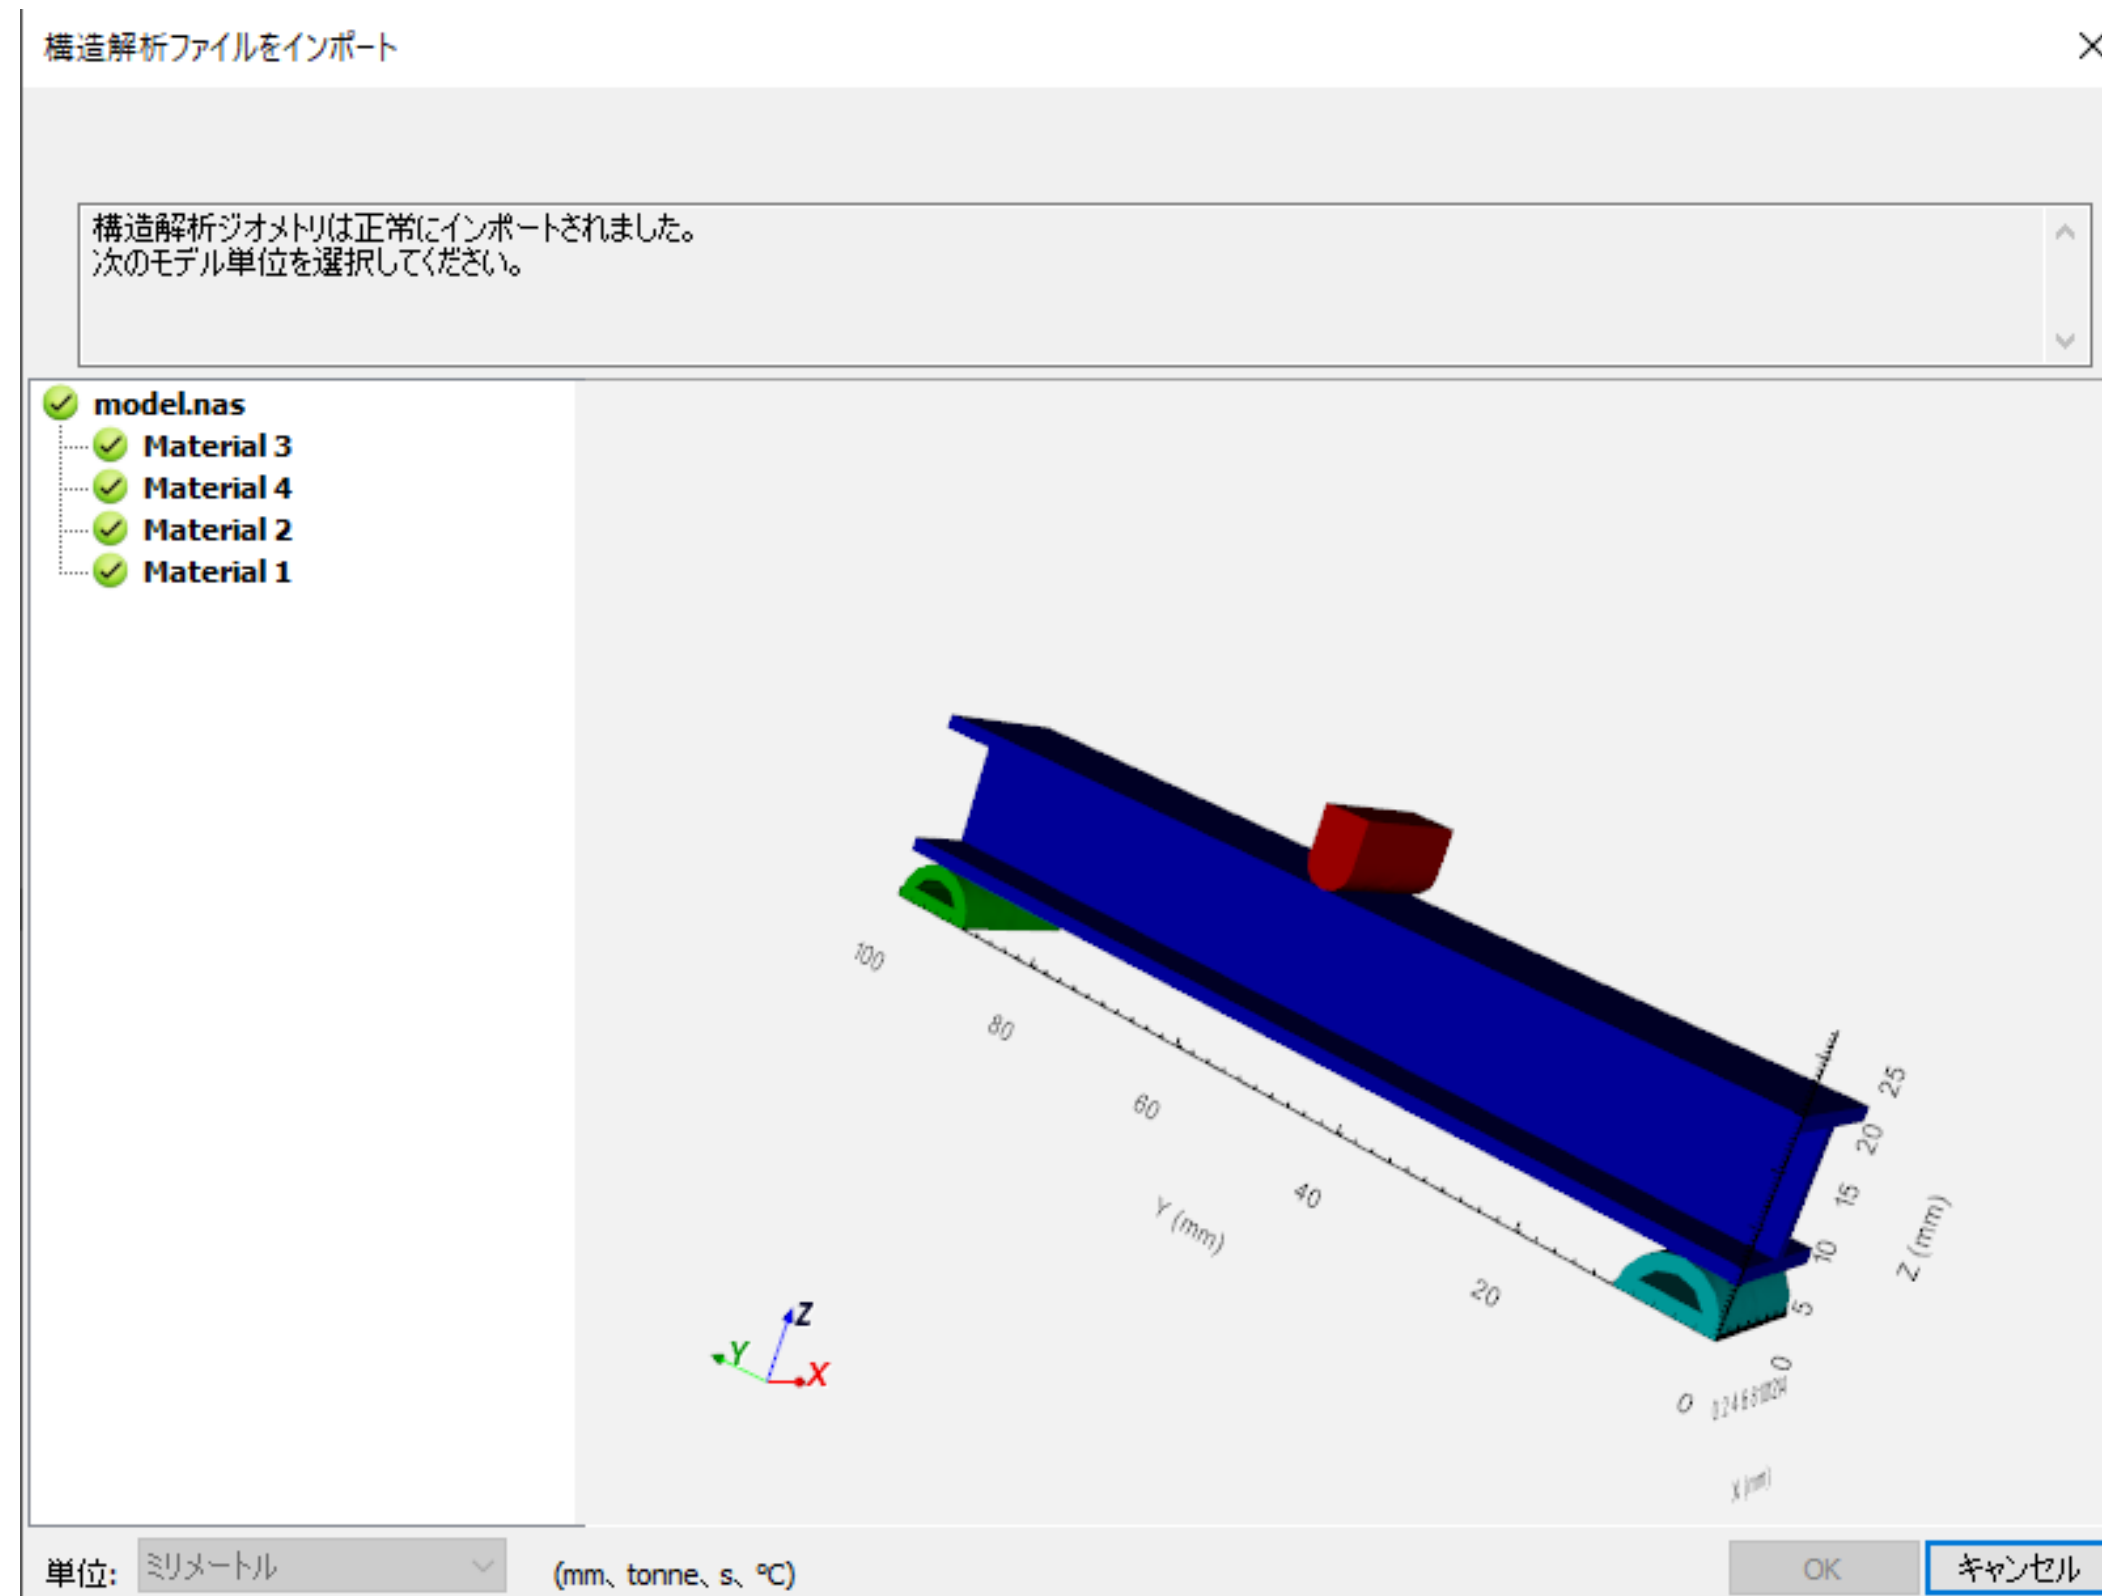 構造解析ファイルをインポート
構造解析ジオメトリは正常にインポートされました。
次のモデル単位を選択してください。
model.nas
Material 3
Material 4
Material 2
Material 1
100
80
60
40
20
0
Y (mm)
25
20
15
10
5
0
Z (mm)
X (mm)
Z
Y
X
単位:
ミリメートル
(mm、tonne、s、℃)
OK
キャンセル